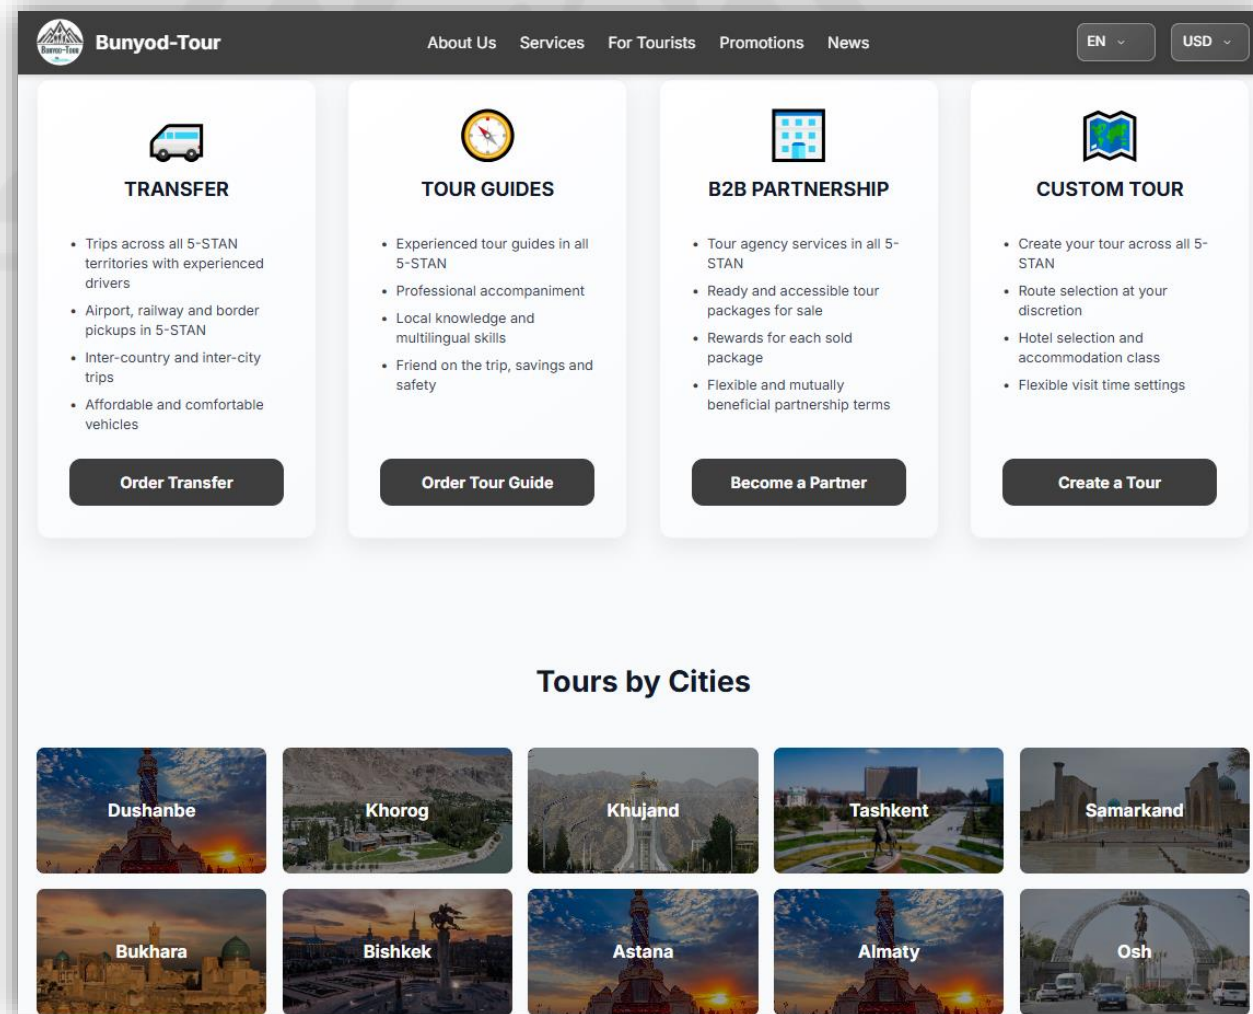 Bunyod-Tour
About Us
Services
For Tourists
Promotions
News
EN
USD
TRANSFER
• Trips across all 5-STAN
territories with experienced
drivers
• Airport, railway and border
pickups in 5-STAN
• Inter-country and inter-city
trips
• Affordable and comfortable
vehicles
Order Transfer
TOUR GUIDES
• Experienced tour guides in all
5-STAN
• Professional accompaniment
• Local knowledge and
multilingual skills
• Friend on the trip, savings and
safety
Order Tour Guide
B2B PARTNERSHIP
• Tour agency services in all 5-
STAN
• Ready and accessible tour
packages for sale
• Rewards for each sold
package
• Flexible and mutually
beneficial partnership terms
Become a Partner
CUSTOM TOUR
• Create your tour across all 5-
STAN
• Route selection at your
discretion
• Hotel selection and
accommodation class
• Flexible visit time settings
Create a Tour
Tours by Cities
Dushanbe
Khorog
Khujand
Tashkent
Samarkand
Bukhara
Bishkek
Astana
Almaty
Osh